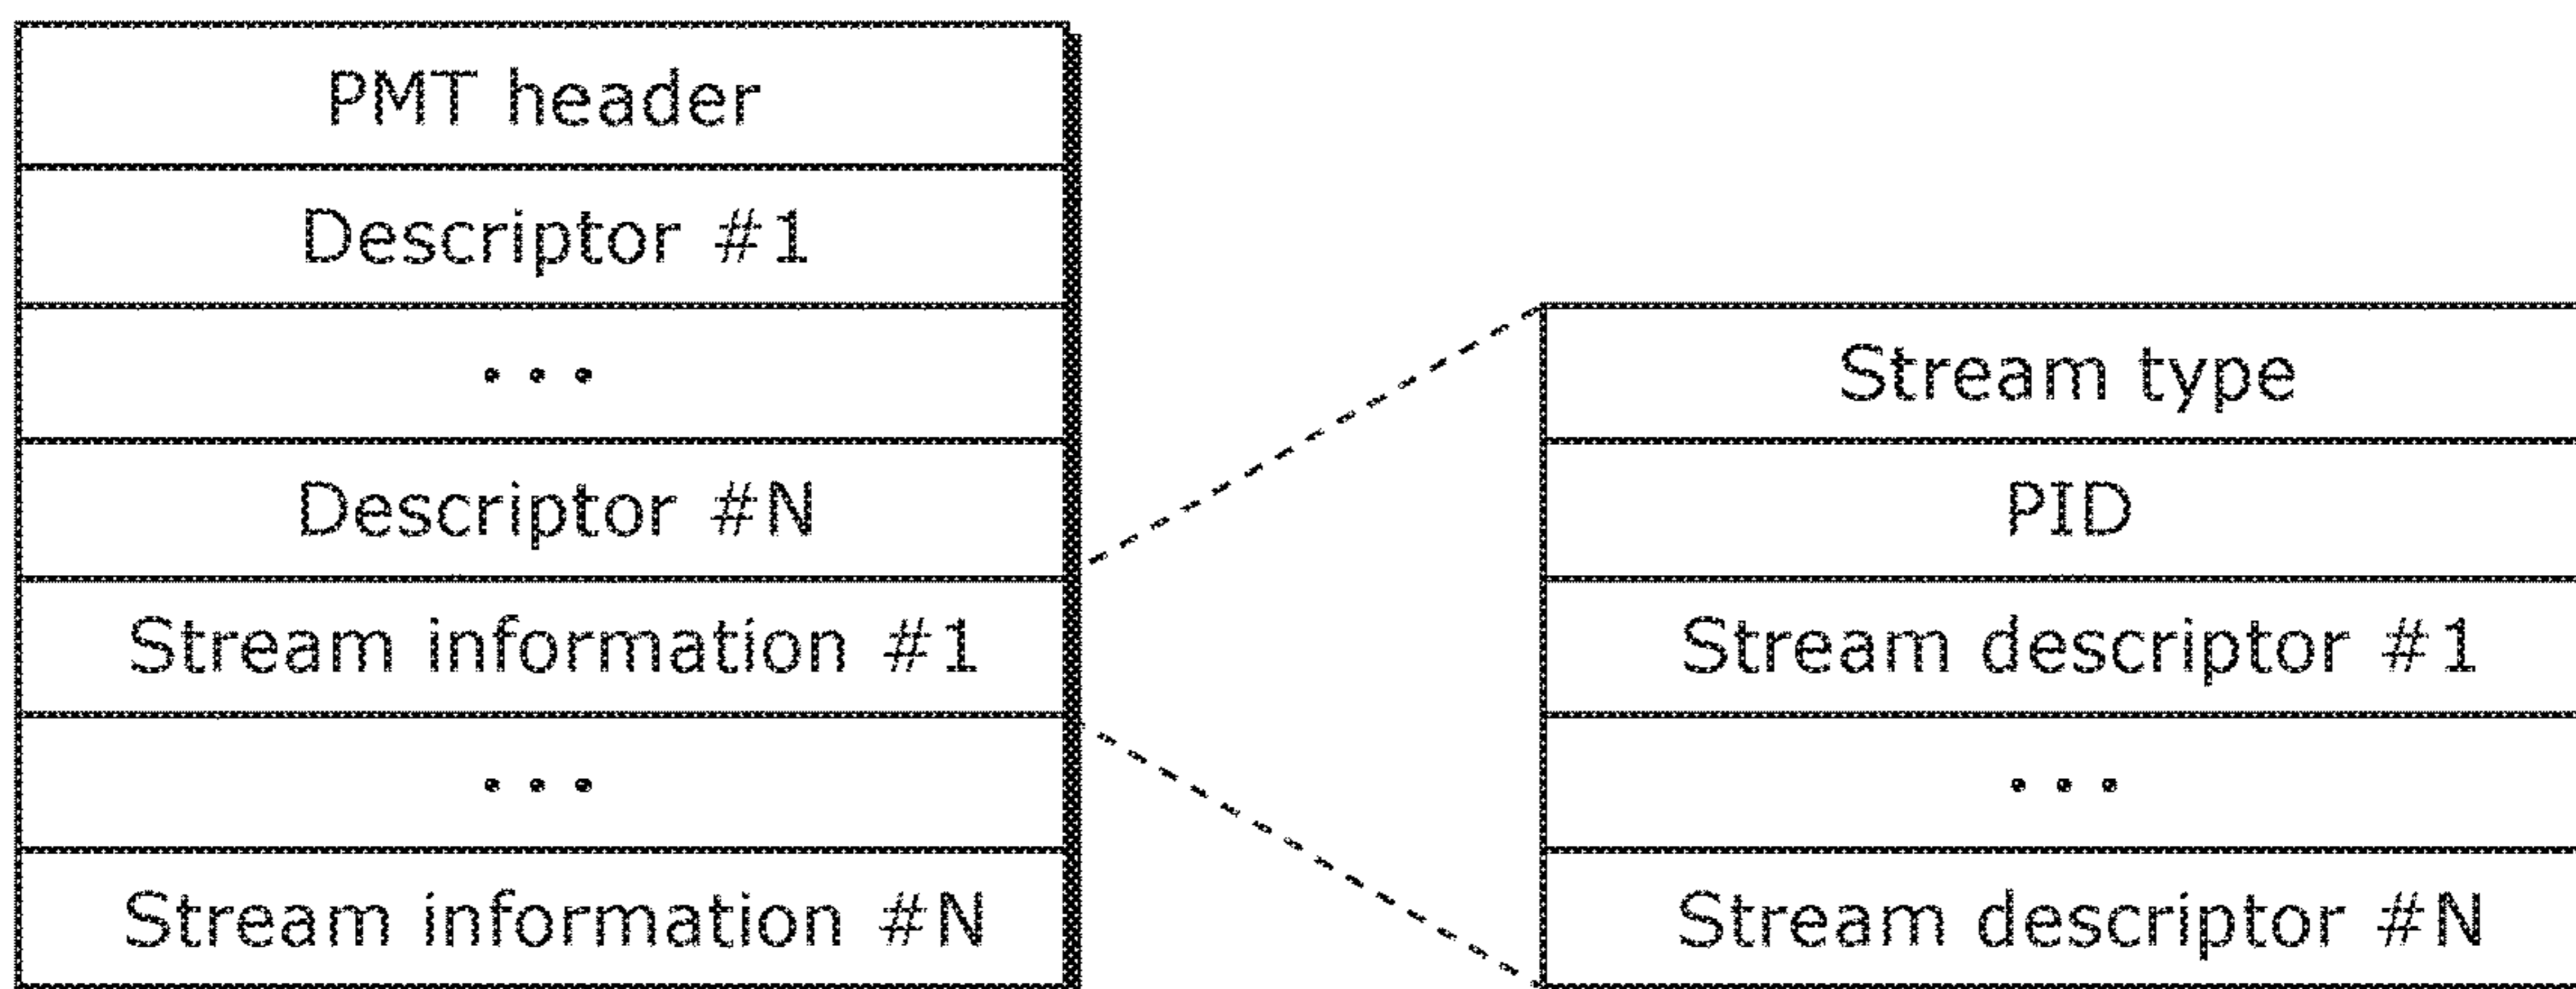 PMT header
Descriptor #1
...
Descriptor #N
Stream information #1
...
Stream information #N
Stream type
PID
Stream descriptor #1
...
Stream descriptor #N